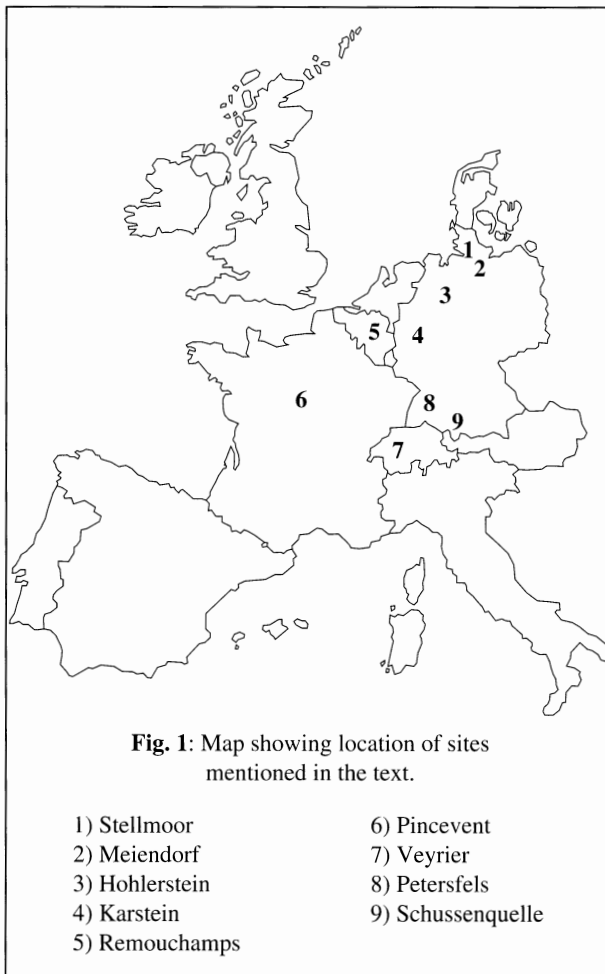 1
2
3
5
4
6
8
9
7
Fig. 1: Map showing location of sites
mentioned in the text.
1) Stellmoor
2) Meiendorf
3) Hohlerstein
4) Karstein
5) Remouchamps
6) Pincevent
7) Veyrier
8) Petersfels
9) Schussenquelle